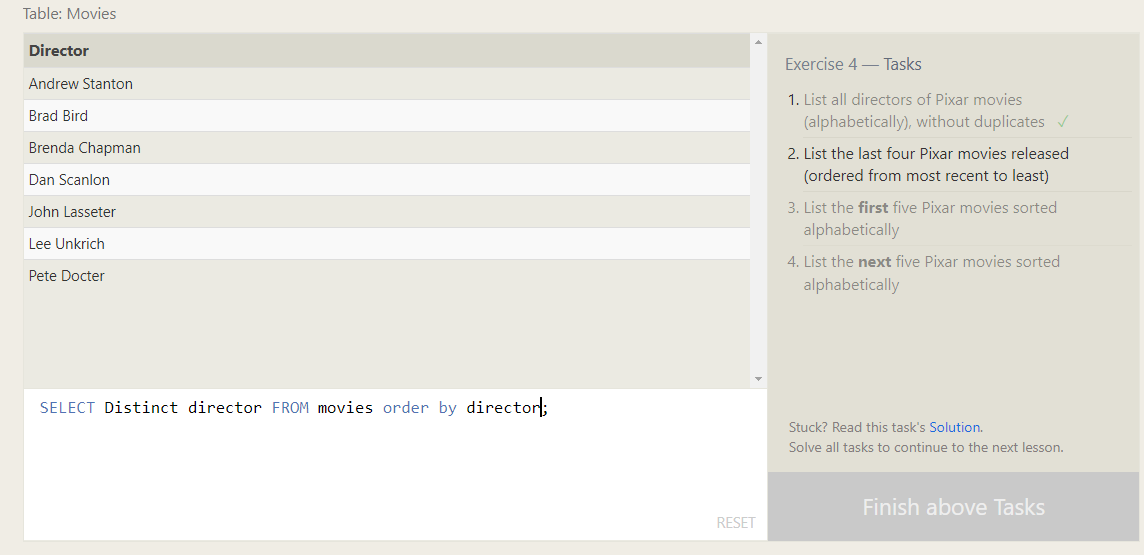 Table: Movies
Director
Andrew Stanton
Brad Bird
Brenda Chapman
Dan Scanlon
John Lasseter
Lee Unkrich
Pete Docter
SELECT Distinct director FROM movies order by director;
RESET
Exercise 4 — Tasks
1. List all directors of Pixar movies
(alphabetically), without duplicates ✓
2. List the last four Pixar movies released
(ordered from most recent to least)
3. List the first five Pixar movies sorted
alphabetically
4. List the next five Pixar movies sorted
alphabetically
Stuck? Read this task's Solution.
Solve all tasks to continue to the next lesson.
Finish above Tasks